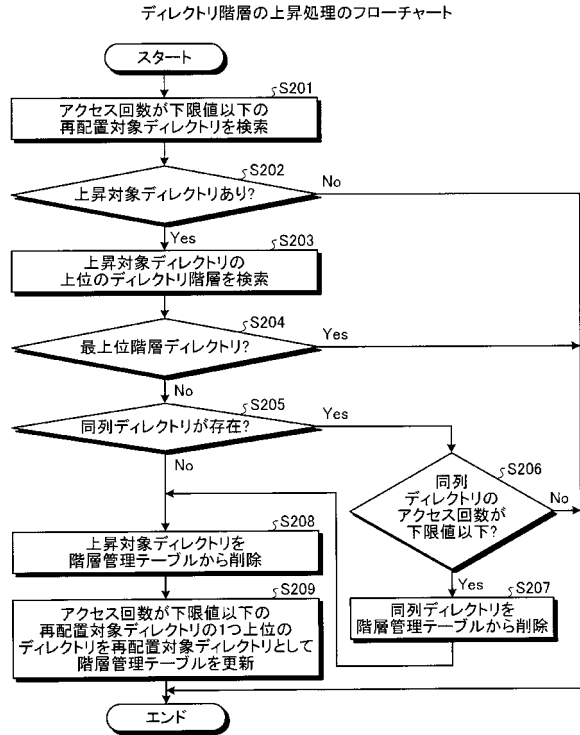 ディレクトリ階層の上昇処理のフローチャート
スタート
S201
アクセス回数が下限値以下の
再配置対象ディレクトリを検索
S202
上昇対象ディレクトリあり?
No
Yes
S203
上昇対象ディレクトリの
上位のディレクトリ階層を検索
S204
最上位階層ディレクトリ?
Yes
No
S205
同列ディレクトリが存在?
Yes
No
S206
同列
ディレクトリの
アクセス回数が
下限値以下?
No
Yes
S207
同列ディレクトリを
階層管理テーブルから削除
S208
上昇対象ディレクトリを
階層管理テーブルから削除
S209
アクセス回数が下限値以下の
再配置対象ディレクトリの1つ上位の
ディレクトリを再配置対象ディレクトリとして
階層管理テーブルを更新
エンド